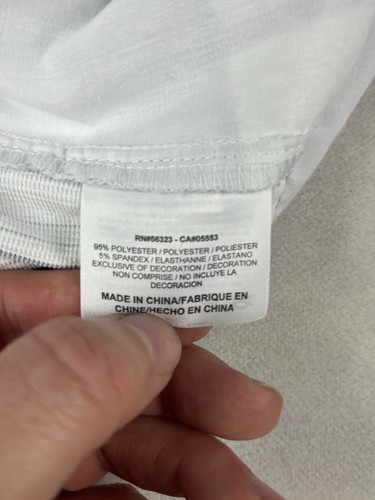 RN#56323 - CA#05553
95% POLYESTER / POLYESTER / POLIESTER
5% SPANDEX / ELASTHANNE / ELASTANO
EXCLUSIVE OF DECORATION / DECORATION
NON COMPRISE / NO INCLUYE LA
DECORACION
MADE IN CHINA/FABRIQUE EN
CHINE/HECHO EN CHINA